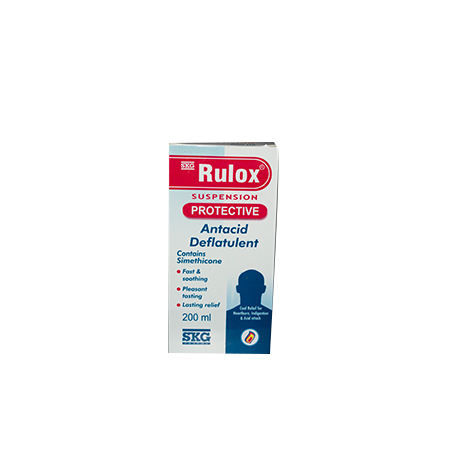 SKG
Rulox®
SUSPENSION
PROTECTIVE
Antacid
Deflatulent
Contains
Simethicone
• Fast &
soothing
• Pleasant
tasting
• Lasting relief
200 ml
Cool Relief for
Heartburn, Indigestion
& Acid attack
SKG
PHARMA